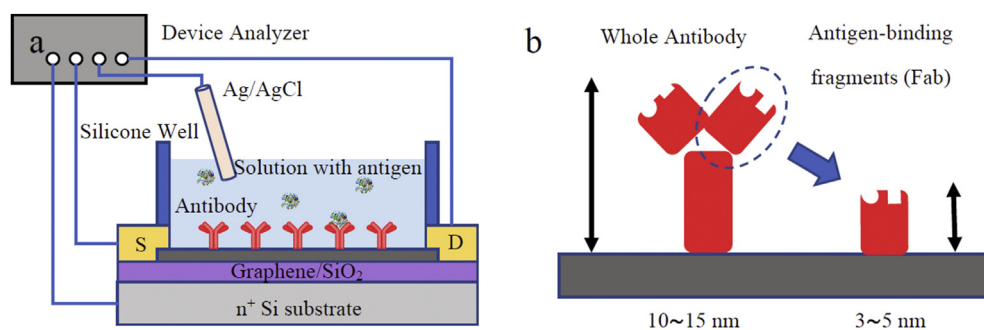 a
Device Analyzer
Ag/AgCl
Silicone Well
Solution with antigen
Antibody
S
D
Graphene/SiO₂
n⁺ Si substrate
b
Whole Antibody
Antigen-binding
fragments (Fab)
10~15 nm
3~5 nm